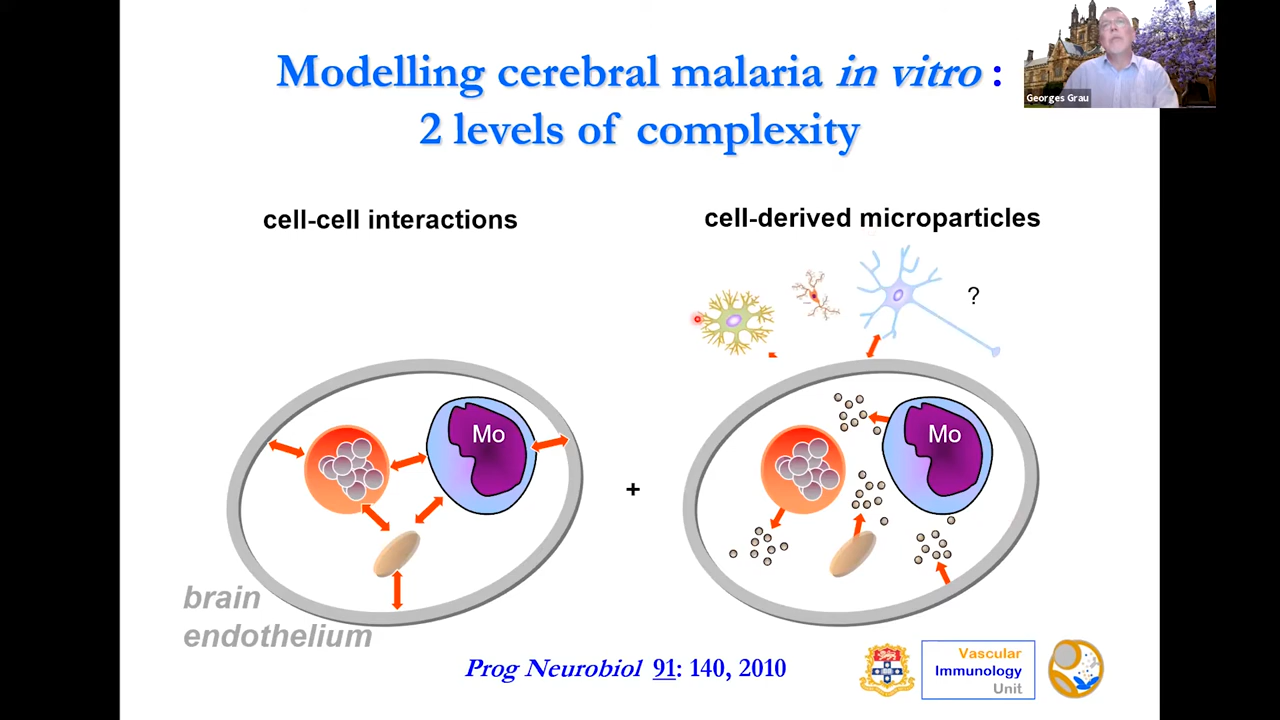 Modelling cerebral malaria in vitro :
2 levels of complexity
Georges Grau
cell-cell interactions
cell-derived microparticles
?
Mo
Mo
+
brain
endothelium
Prog Neurobiol 91: 140, 2010
Vascular
Immunology
Unit